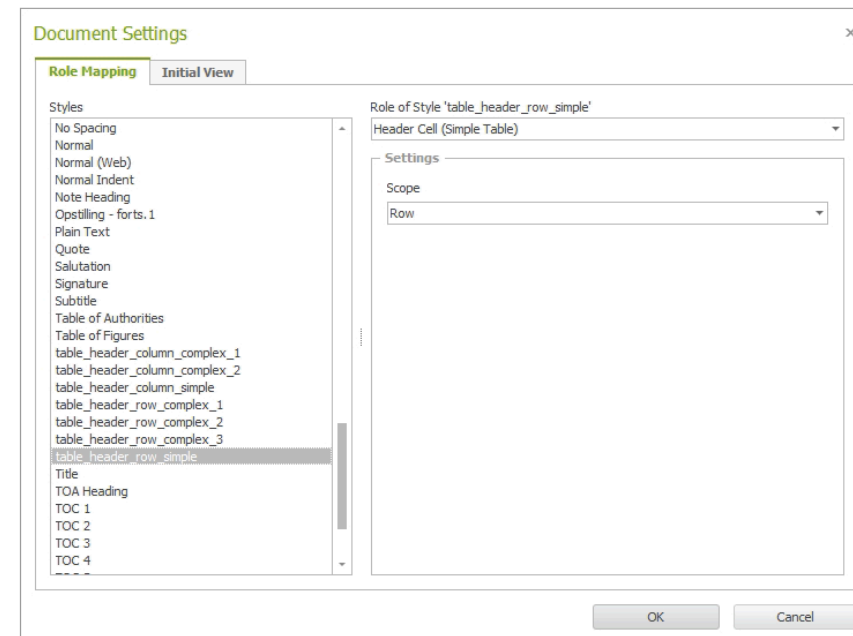 Document Settings
Role Mapping
Initial View
Styles
No Spacing
Normal
Normal (Web)
Normal Indent
Note Heading
Opstilling - forts.1
Plain Text
Quote
Salutation
Signature
Subtitle
Table of Authorities
Table of Figures
table_header_column_complex_1
table_header_column_complex_2
table_header_column_simple
table_header_row_complex_1
table_header_row_complex_2
table_header_row_complex_3
table_header_row_simple
Title
TOA Heading
TOC 1
TOC 2
TOC 3
TOC 4
Role of Style 'table_header_row_simple'
Header Cell (Simple Table)
Settings
Scope
Row
OK
Cancel